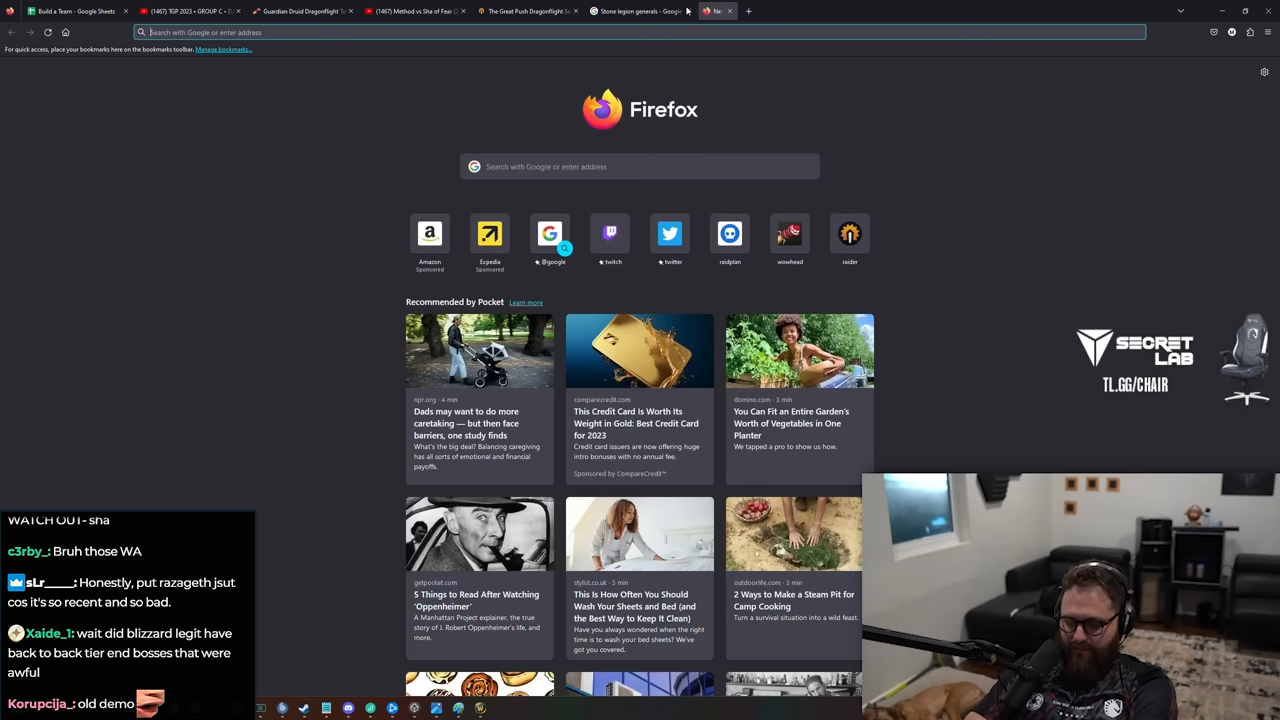 Build a Team - Google Sheets
(1467) TGP 2023 • GROUP C • D
Guardian Druid Dragonflight T
(1467) Method vs Sha of Fear (
The Great Push Dragonflight Se
Stone legion generals - Google
Ne
Search with Google or enter address
For quick access, place your bookmarks here on the bookmarks toolbar. Manage bookmarks...
Firefox
Search with Google or enter address
Amazon
Sponsored
Expedia
Sponsored
@google
twitch
twitter
raidplan
wowhead
raider
Recommended by Pocket Learn more
npr.org · 4 min
Dads may want to do more
caretaking — but then face
barriers, one study finds
What's the big deal? Balancing caregiving
has all sorts of emotional and financial
payoffs.
comparecredit.com
This Credit Card Is Worth Its
Weight in Gold: Best Credit Card
for 2023
Credit card issuers are now offering huge
intro bonuses with no annual fee.
Sponsored by CompareCredit™
domino.com · 3 min
You Can Fit an Entire Garden's
Worth of Vegetables in One
Planter
We tapped a pro to show us how.
SECRET
LAB
TL.GG/CHAIR
getpocket.com
5 Things to Read After Watching
'Oppenheimer'
A Manhattan Project explainer, the true
story of J. Robert Oppenheimer's life, and
more.
stylist.co.uk · 5 min
This Is How Often You Should
Wash Your Sheets and Bed (and
the Best Way to Keep It Clean)
Have you always wondered when the right
time is to wash your bed sheets? We've
got you covered.
outdoorlife.com · 3 min
2 Ways to Make a Steam Pit for
Camp Cooking
Turn a survival situation into a wild feast.
WATCH OUT- sha
c3rby_: Bruh those WA
sLr____: Honestly, put razageth jsut
cos it's so recent and so bad.
Xaide_1: wait did blizzard legit have
back to back tier end bosses that were
awful
Korupcija_: old demo